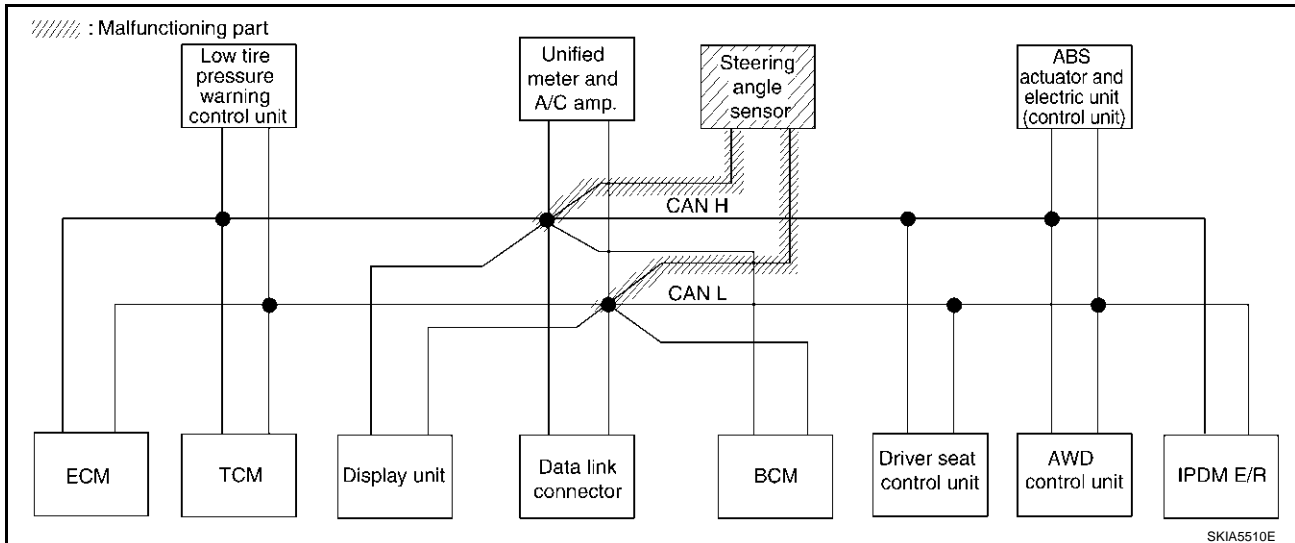 : Malfunctioning part
Low tire
pressure
warning
control unit
Unified
meter and
A/C amp.
Steering
angle
sensor
ABS
actuator and
electric unit
(control unit)
CAN H
CAN L
ECM
TCM
Display unit
Data link
connector
BCM
Driver seat
control unit
AWD
control unit
IPDM E/R
SKIA5510E